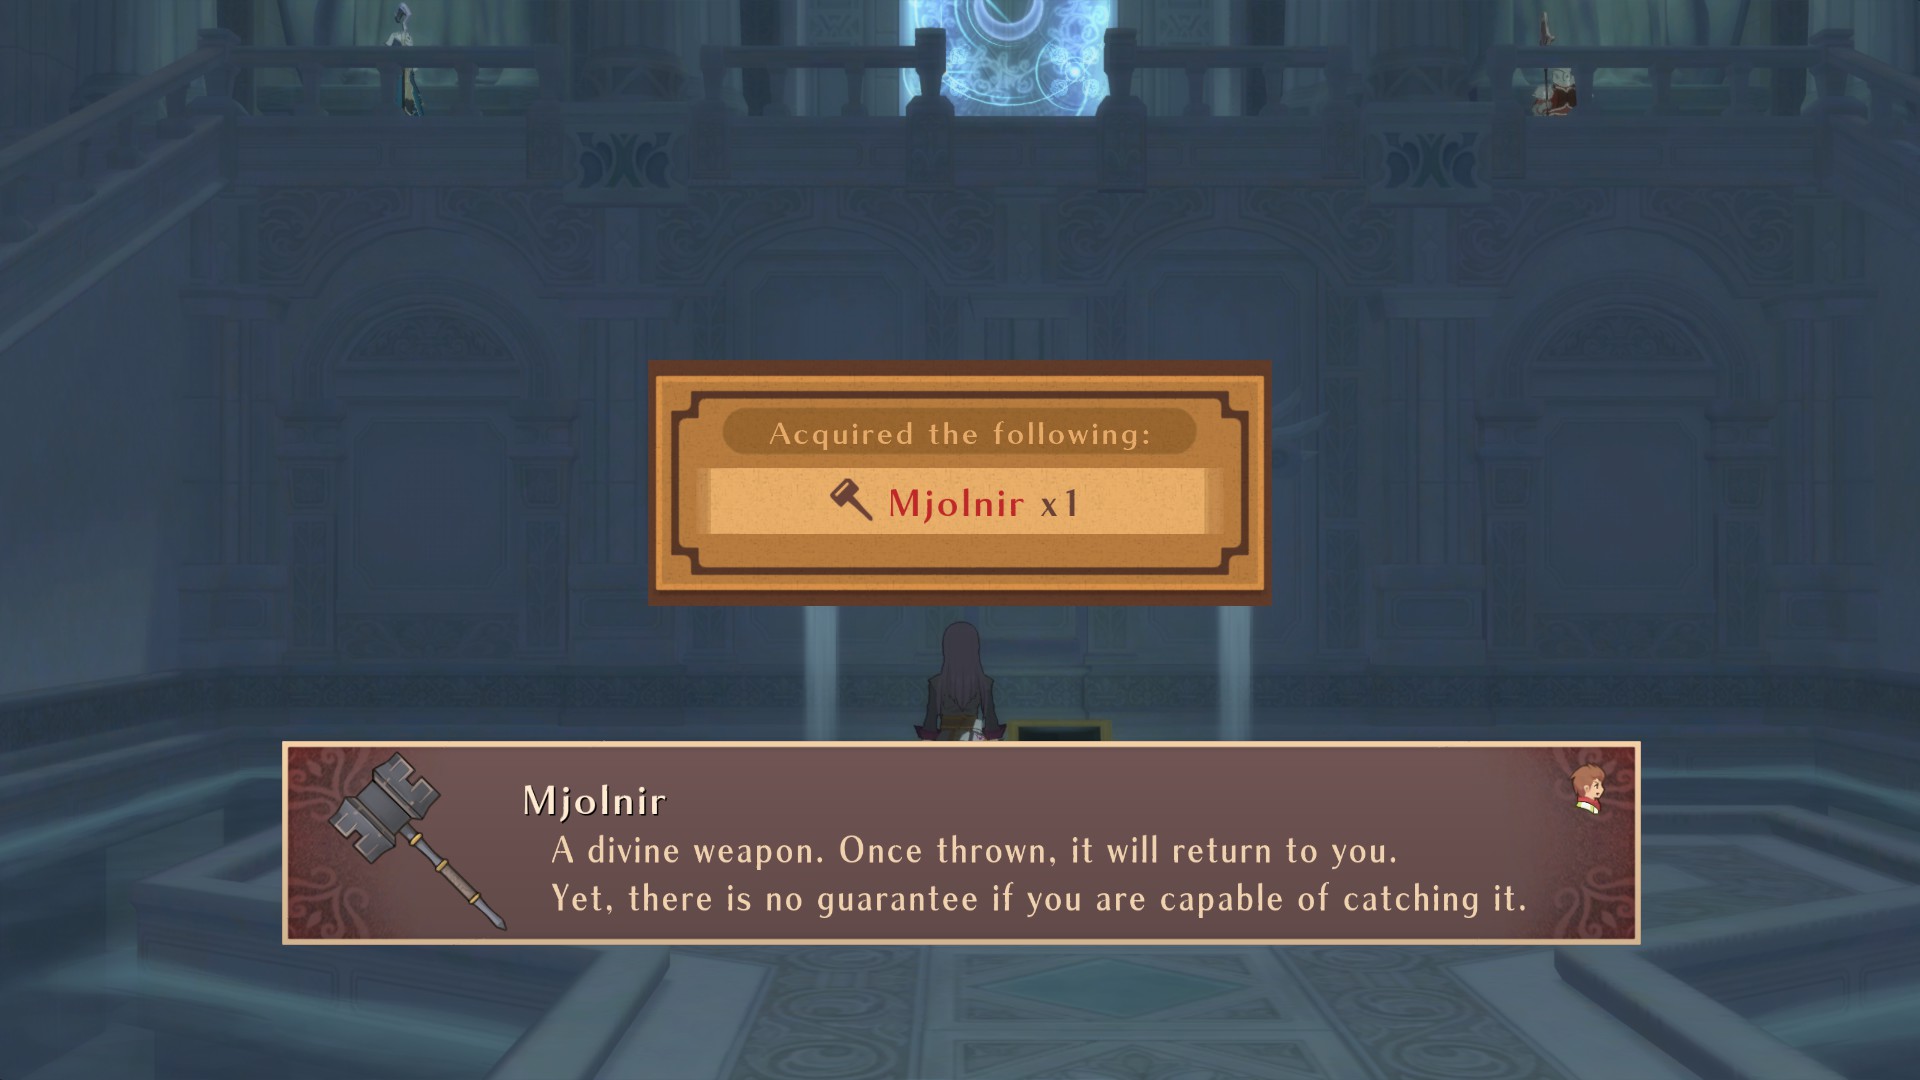 Acquired the following:
Mjolnir x1
Mjolnir
A divine weapon. Once thrown, it will return to you.
Yet, there is no guarantee if you are capable of catching it.